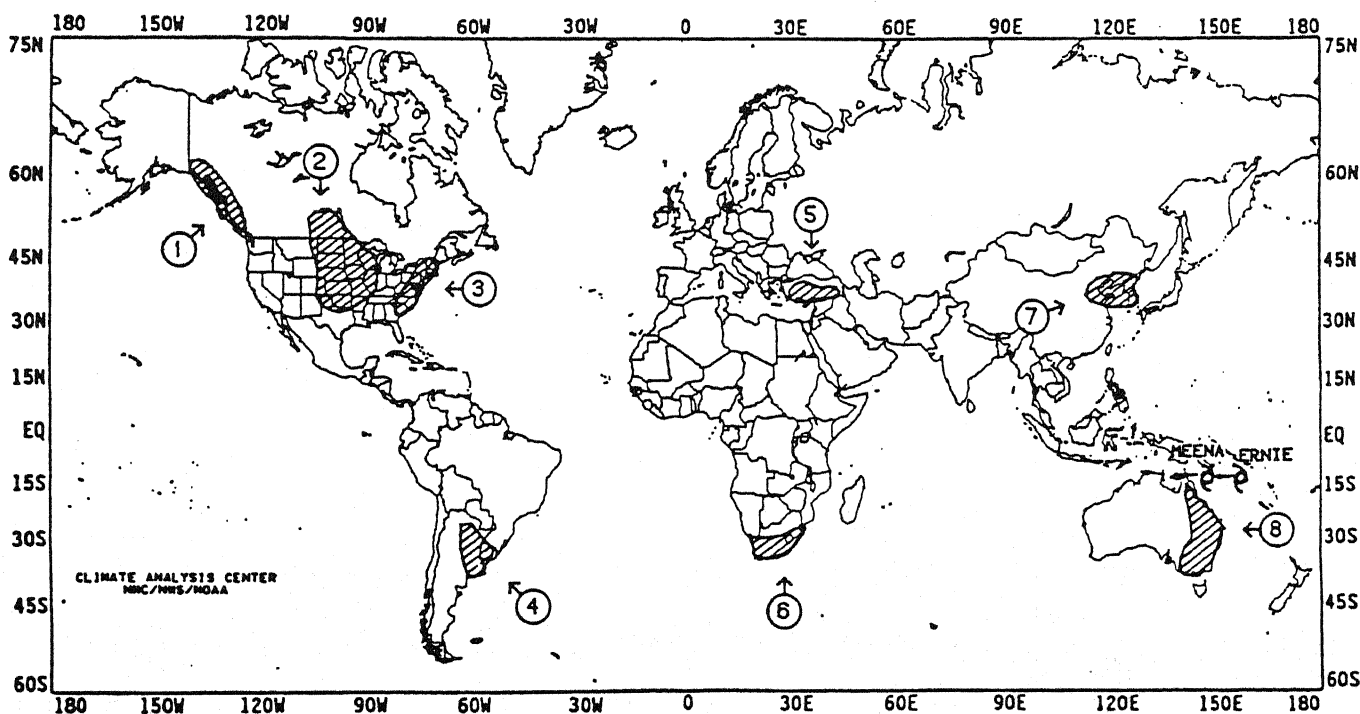 180 150W 120W 90W 60W 30W 0 30E 60E 90E 120E 150E 180
75N 75N
60N 60N
2
5
1
45N 45N
3
7
30N 30N
15N 15N
EQ EQ
MEENA ERNIE
15S 15S
8
30S 30S
CLIMATE ANALYSIS CENTER
NMC/NWS/NOAA
4
6
45S 45S
60S 60S
180 150W 120W 90W 60W 30W 0 30E 60E 90E 120E 150E 180